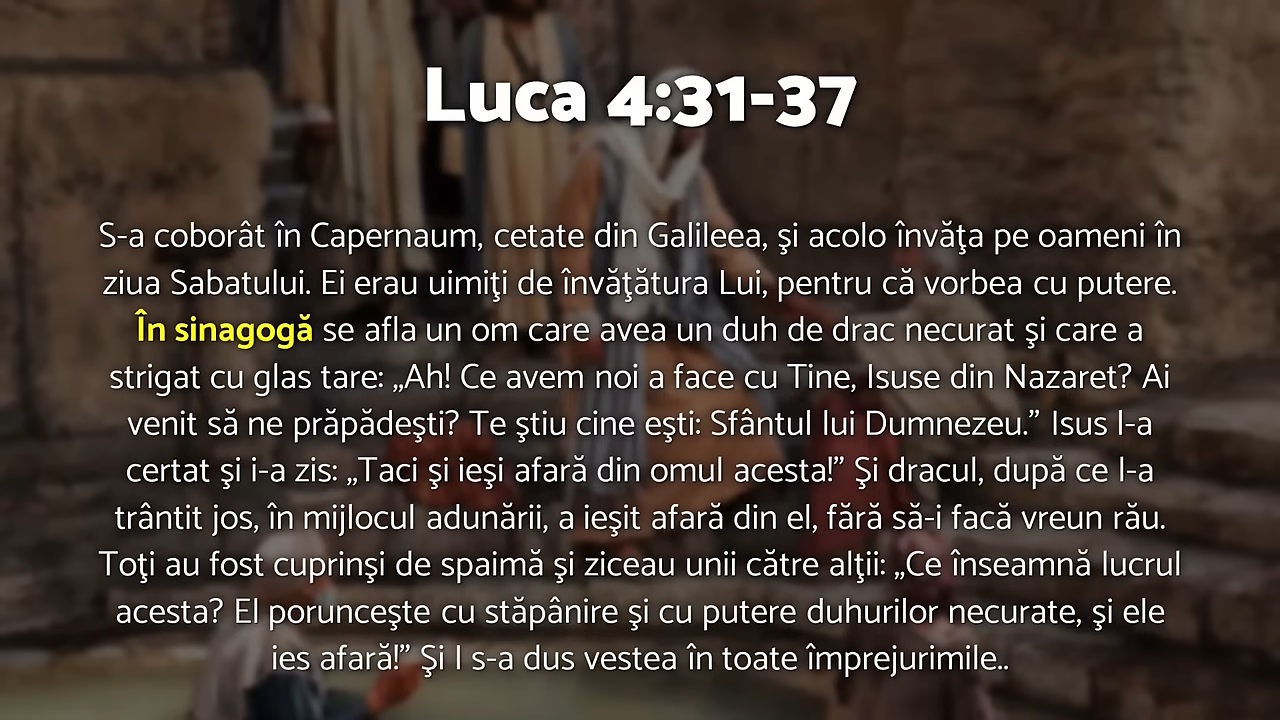 Luca 4:31-37
S-a coborât în Capernaum, cetate din Galileea, şi acolo învăţa pe oameni în
ziua Sabatului. Ei erau uimiţi de învăţătura Lui, pentru că vorbea cu putere.
În sinagogă se afla un om care avea un duh de drac necurat şi care a
strigat cu glas tare: „Ah! Ce avem noi a face cu Tine, Isuse din Nazaret? Ai
venit să ne prăpădeşti? Te ştiu cine eşti: Sfântul lui Dumnezeu.” Isus l-a
certat şi i-a zis: „Taci şi ieşi afară din omul acesta!” Şi dracul, după ce l-a
trântit jos, în mijlocul adunării, a ieşit afară din el, fără să-i facă vreun rău.
Toţi au fost cuprinşi de spaimă şi ziceau unii către alţii: „Ce înseamnă lucrul
acesta? El porunceşte cu stăpânire şi cu putere duhurilor necurate, şi ele
ies afară!” Şi I s-a dus vestea în toate împrejurimile..